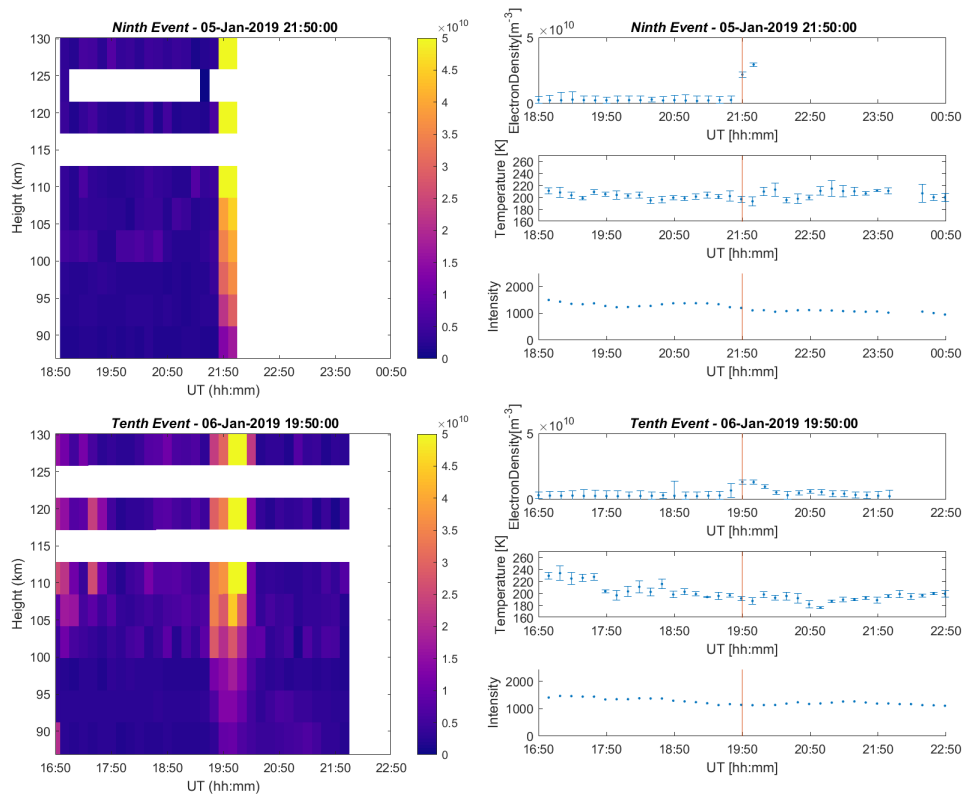 Ninth Event - 05-Jan-2019 21:50:00
×10^10
130
125
120
115
110
105
100
95
90
Height (km)
5
4.5
4
3.5
3
2.5
2
1.5
1
0.5
0
18:50 19:50 20:50 21:50 22:50 23:50 00:50
UT (hh:mm)
Ninth Event - 05-Jan-2019 21:50:00
×10^10
ElectronDensity[m^-3]
5
0
18:50 19:50 20:50 21:50 22:50 23:50 00:50
UT [hh:mm]
Temperature [K]
260
240
220
200
180
160
18:50 19:50 20:50 21:50 22:50 23:50 00:50
UT [hh:mm]
Intensity
2000
1000
0
18:50 19:50 20:50 21:50 22:50 23:50 00:50
UT [hh:mm]
Tenth Event - 06-Jan-2019 19:50:00
×10^10
130
125
120
115
110
105
100
95
90
Height (km)
5
4.5
4
3.5
3
2.5
2
1.5
1
0.5
0
16:50 17:50 18:50 19:50 20:50 21:50 22:50
UT (hh:mm)
Tenth Event - 06-Jan-2019 19:50:00
×10^10
ElectronDensity[m^-3]
5
0
16:50 17:50 18:50 19:50 20:50 21:50 22:50
UT [hh:mm]
Temperature [K]
260
240
220
200
180
160
16:50 17:50 18:50 19:50 20:50 21:50 22:50
UT [hh:mm]
Intensity
2000
1000
0
16:50 17:50 18:50 19:50 20:50 21:50 22:50
UT [hh:mm]